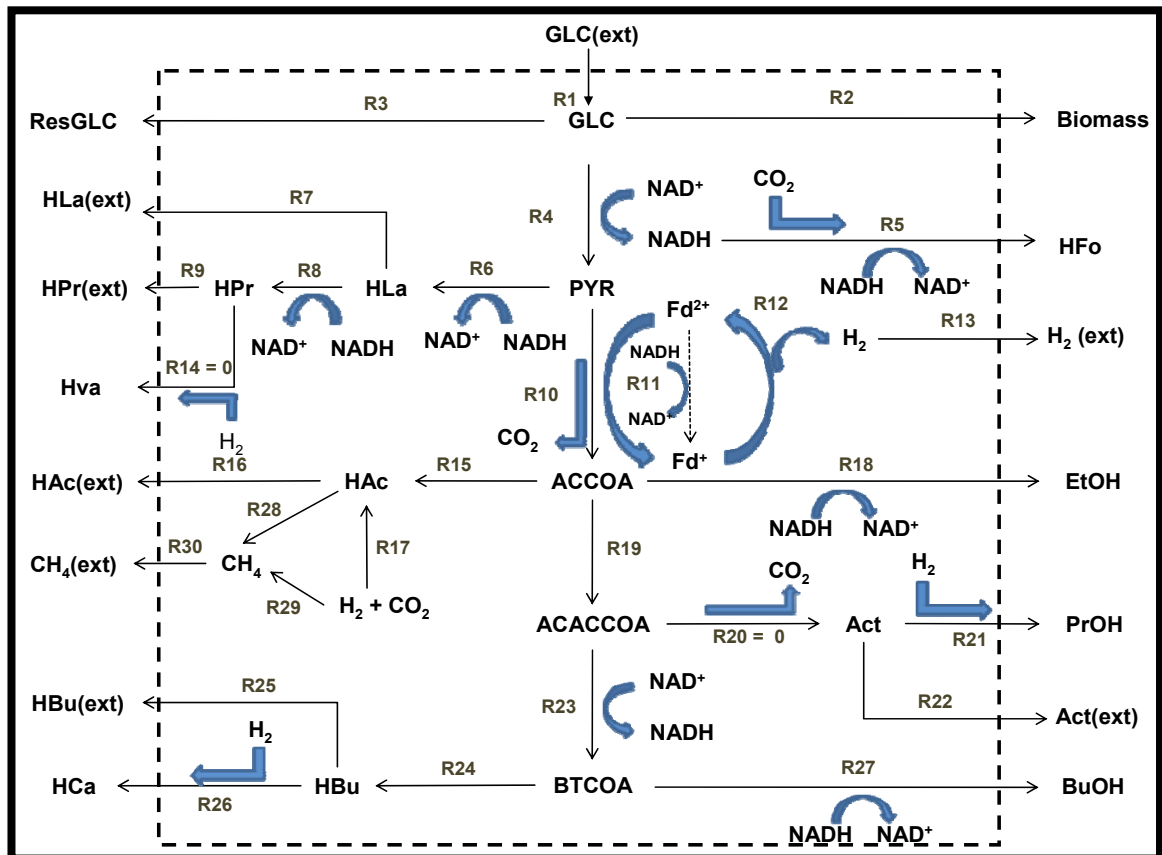 GLC(ext)
R3
R1
R2
ResGLC
GLC
Biomass
HLa(ext)
R7
R4
NAD⁺
NADH
CO₂
R5
HFo
NADH
NAD⁺
HPr(ext)
R9
HPr
R8
HLa
R6
PYR
NAD⁺
NADH
NAD⁺
NADH
Fd²⁺
R12
H₂
R13
H₂ (ext)
R14 = 0
Hva
H₂
R10
CO₂
NADH
R11
NAD⁺
Fd⁺
R16
R15
R18
HAc(ext)
HAc
ACCOA
EtOH
NADH
NAD⁺
R28
R17
R19
R30
CH₄(ext)
CH₄
R29
H₂ + CO₂
CO₂
H₂
ACACCOA
R20 = 0
Act
R21
PrOH
R22
Act(ext)
R25
HBu(ext)
R23
NAD⁺
NADH
H₂
HCa
R26
HBu
R24
BTCOA
R27
BuOH
NADH
NAD⁺